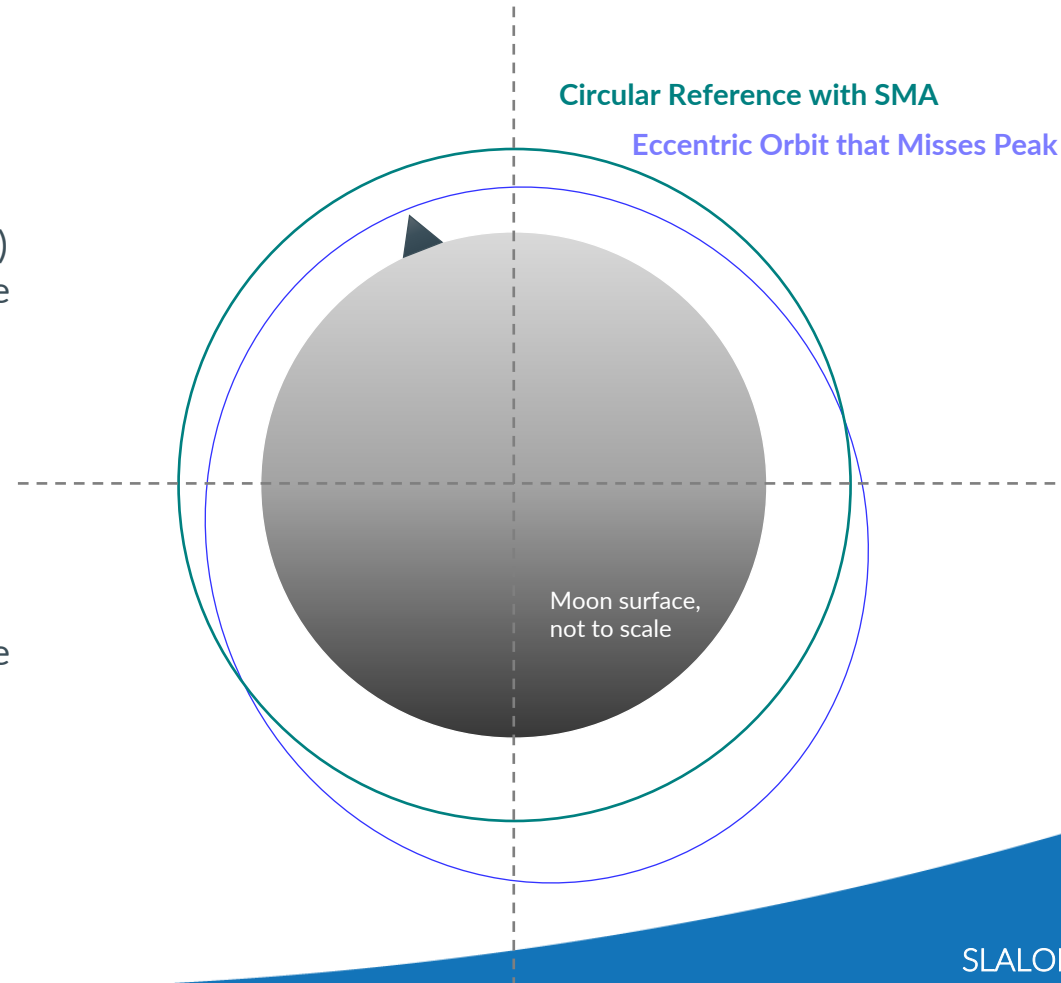 Circular Reference with SMA
Eccentric Orbit that Misses Peak
)
e
Moon surface,
not to scale
e